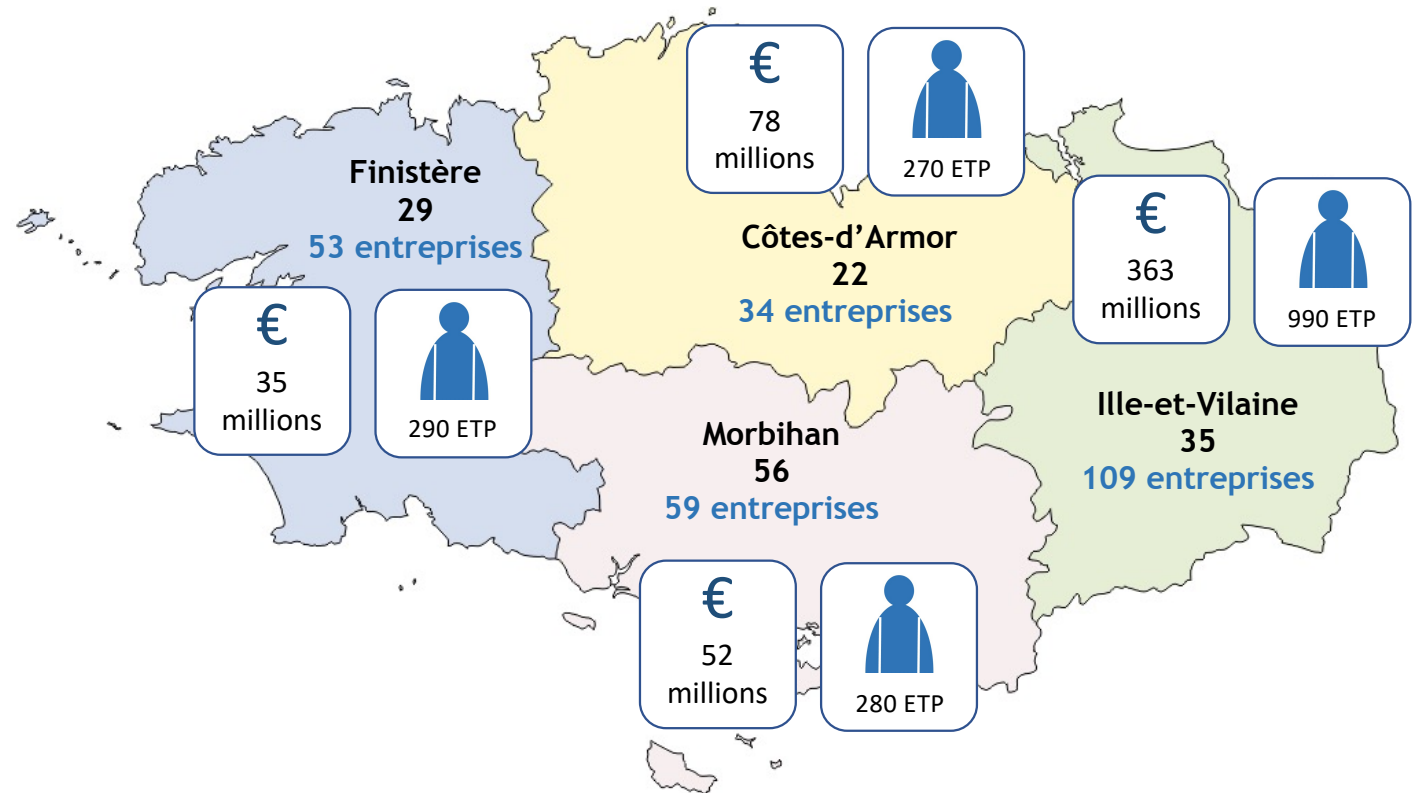 €
78
millions
270 ETP
Finistère
29
53 entreprises
€
35
millions
290 ETP
Côtes-d’Armor
22
34 entreprises
€
363
millions
990 ETP
Ille-et-Vilaine
35
109 entreprises
Morbihan
56
59 entreprises
€
52
millions
280 ETP